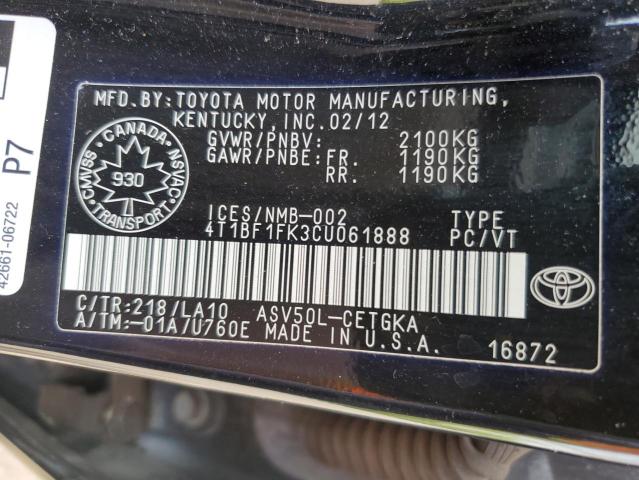 MFD.BY:TOYOTA MOTOR MANUFACTURING,
KENTUCKY,INC.02/12
GVWR/PNBV: 2100KG
GAWR/PNBE:FR. 1190KG
RR. 1190KG
CANADA
CMVSS
NSVAC
930
TRANSPORT
ICES/NMB-002 TYPE
4T1BF1FK3CU061888 PC/VT
C/TR:218/LA10 ASV50L-CETGKA
A/TM:-01A/U760E MADE IN U.S.A. 16872
P7
42661-06722